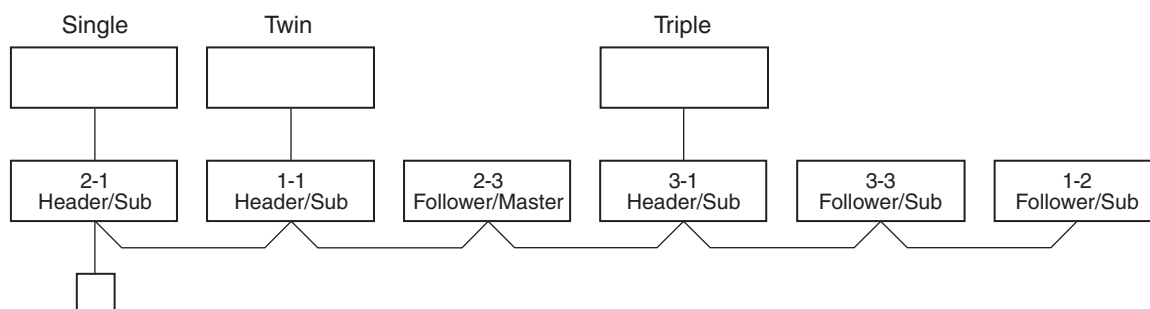 Single Twin Triple
2-1 1-1 2-3 3-1 3-3 1-2
Header/Sub Header/Sub Follower/Master Header/Sub Follower/Sub Follower/Sub